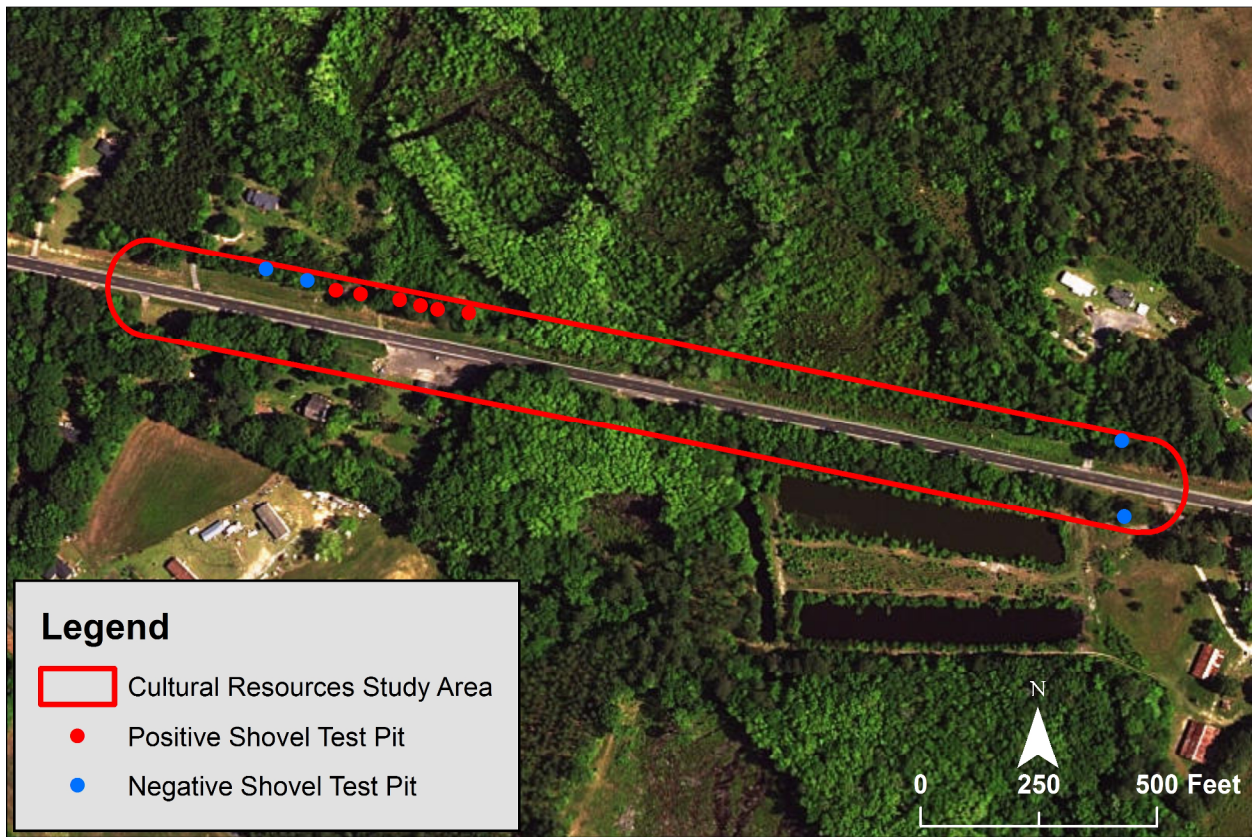 Legend
Cultural Resources Study Area
Positive Shovel Test Pit
Negative Shovel Test Pit
N
0 250 500 Feet